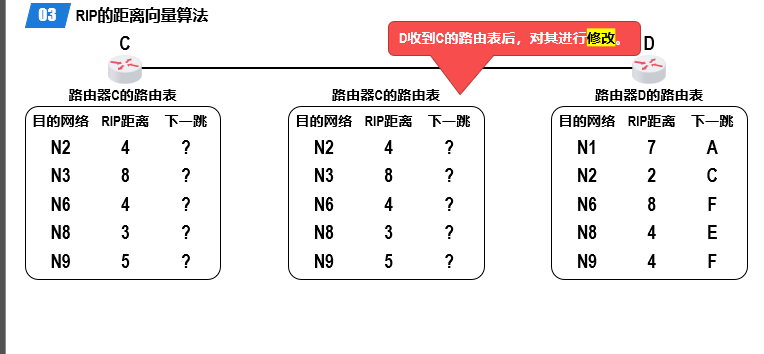 03 RIP的距离向量算法
D收到C的路由表后，对其进行修改。
C
D
路由器C的路由表
目的网络 RIP距离 下一跳
N2 4 ?
N3 8 ?
N6 4 ?
N8 3 ?
N9 5 ?
路由器C的路由表
目的网络 RIP距离 下一跳
N2 4 ?
N3 8 ?
N6 4 ?
N8 3 ?
N9 5 ?
路由器D的路由表
目的网络 RIP距离 下一跳
N1 7 A
N2 2 C
N6 8 F
N8 4 E
N9 4 F